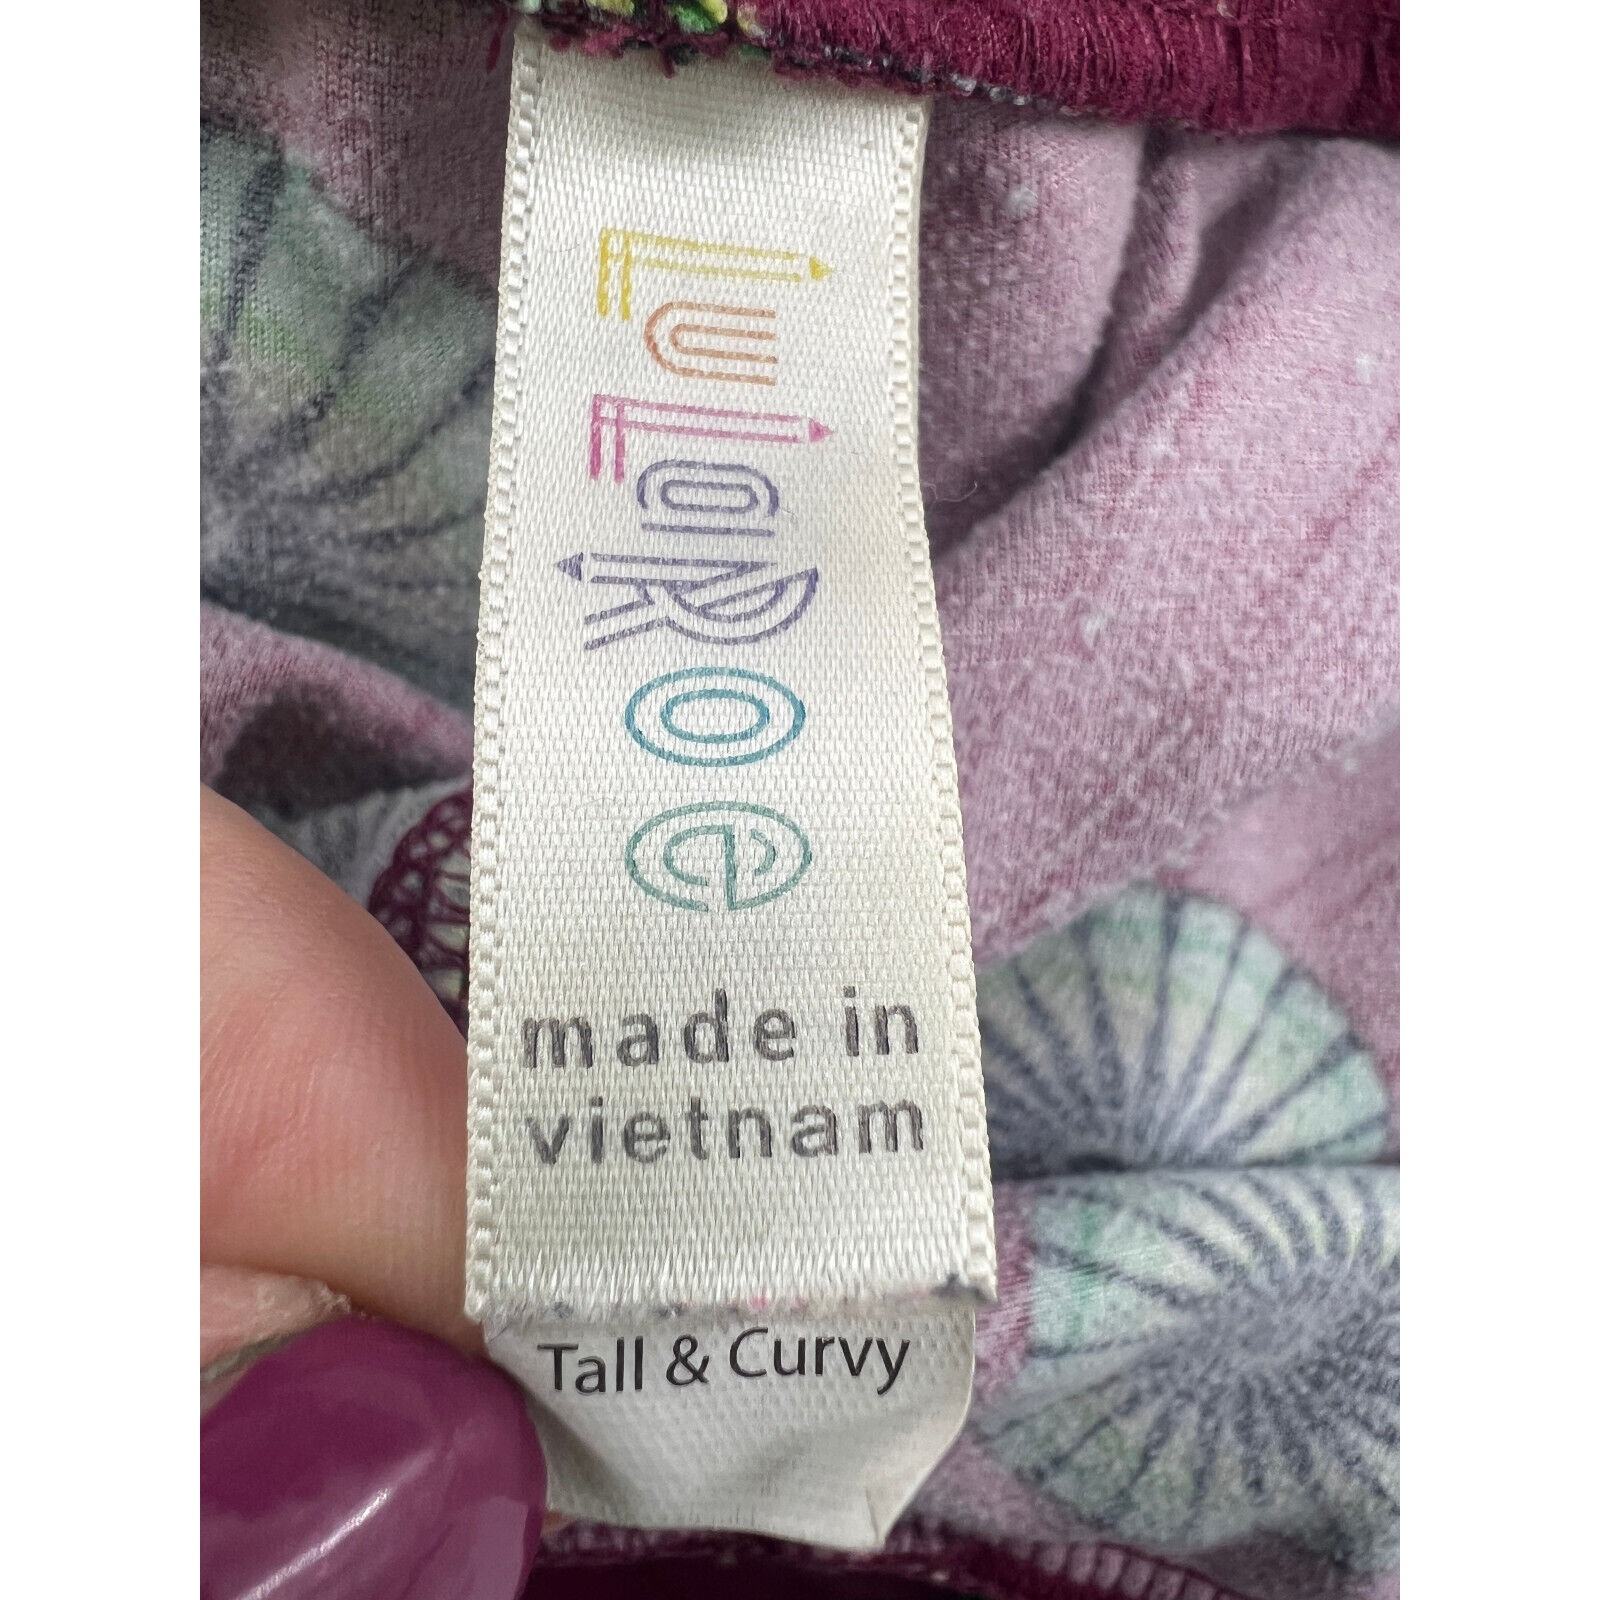 LuLaRoe
made in
vietnam
Tall & Curvy